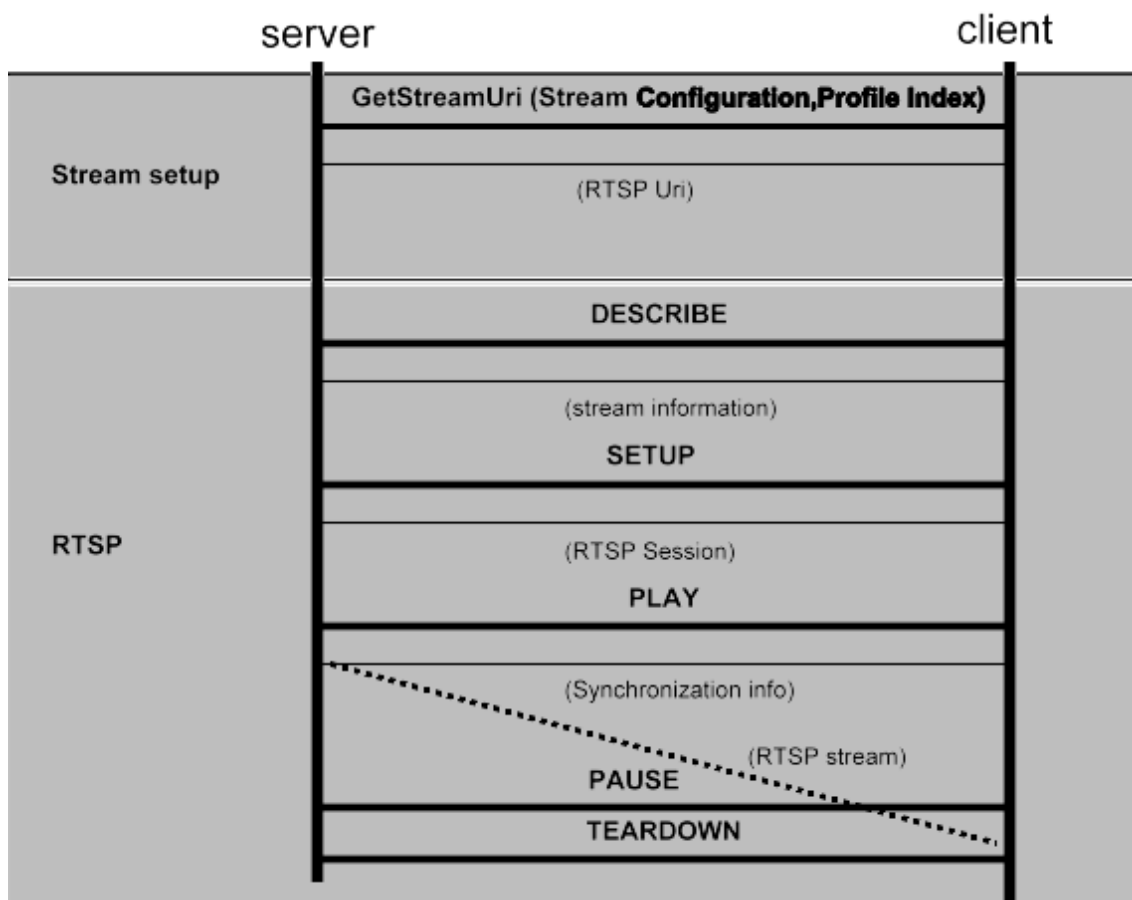 server
client
GetStreamUri (Stream Configuration,Profile Index)
Stream setup
(RTSP Uri)
DESCRIBE
(stream information)
SETUP
RTSP
(RTSP Session)
PLAY
(Synchronization info)
(RTSP stream)
PAUSE
TEARDOWN